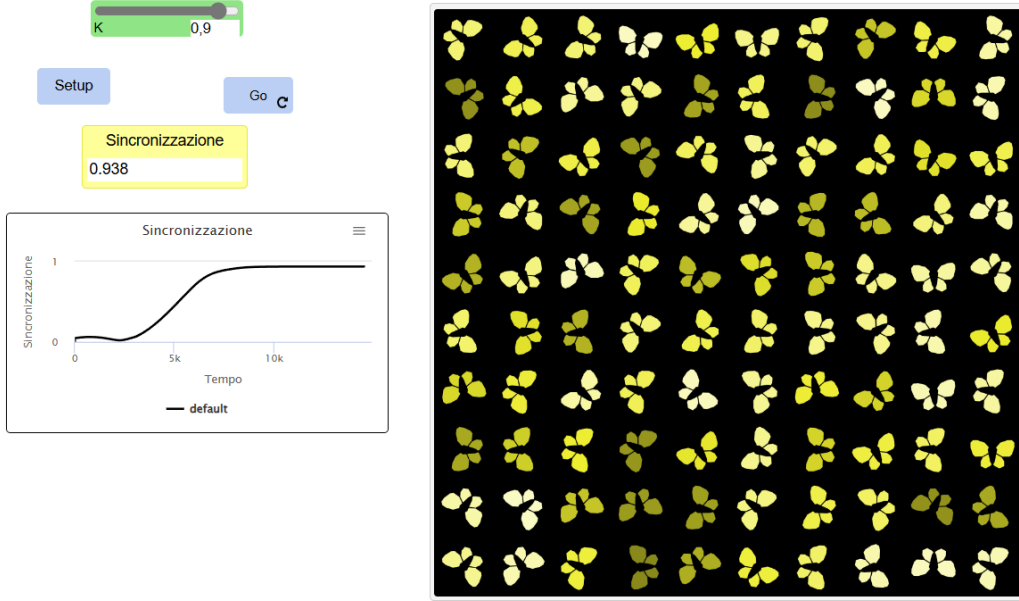 K 0,9
Setup
Go
Sincronizzazione
0.938
Sincronizzazione
Sincronizzazione
1
0
0 5k 10k
Tempo
default